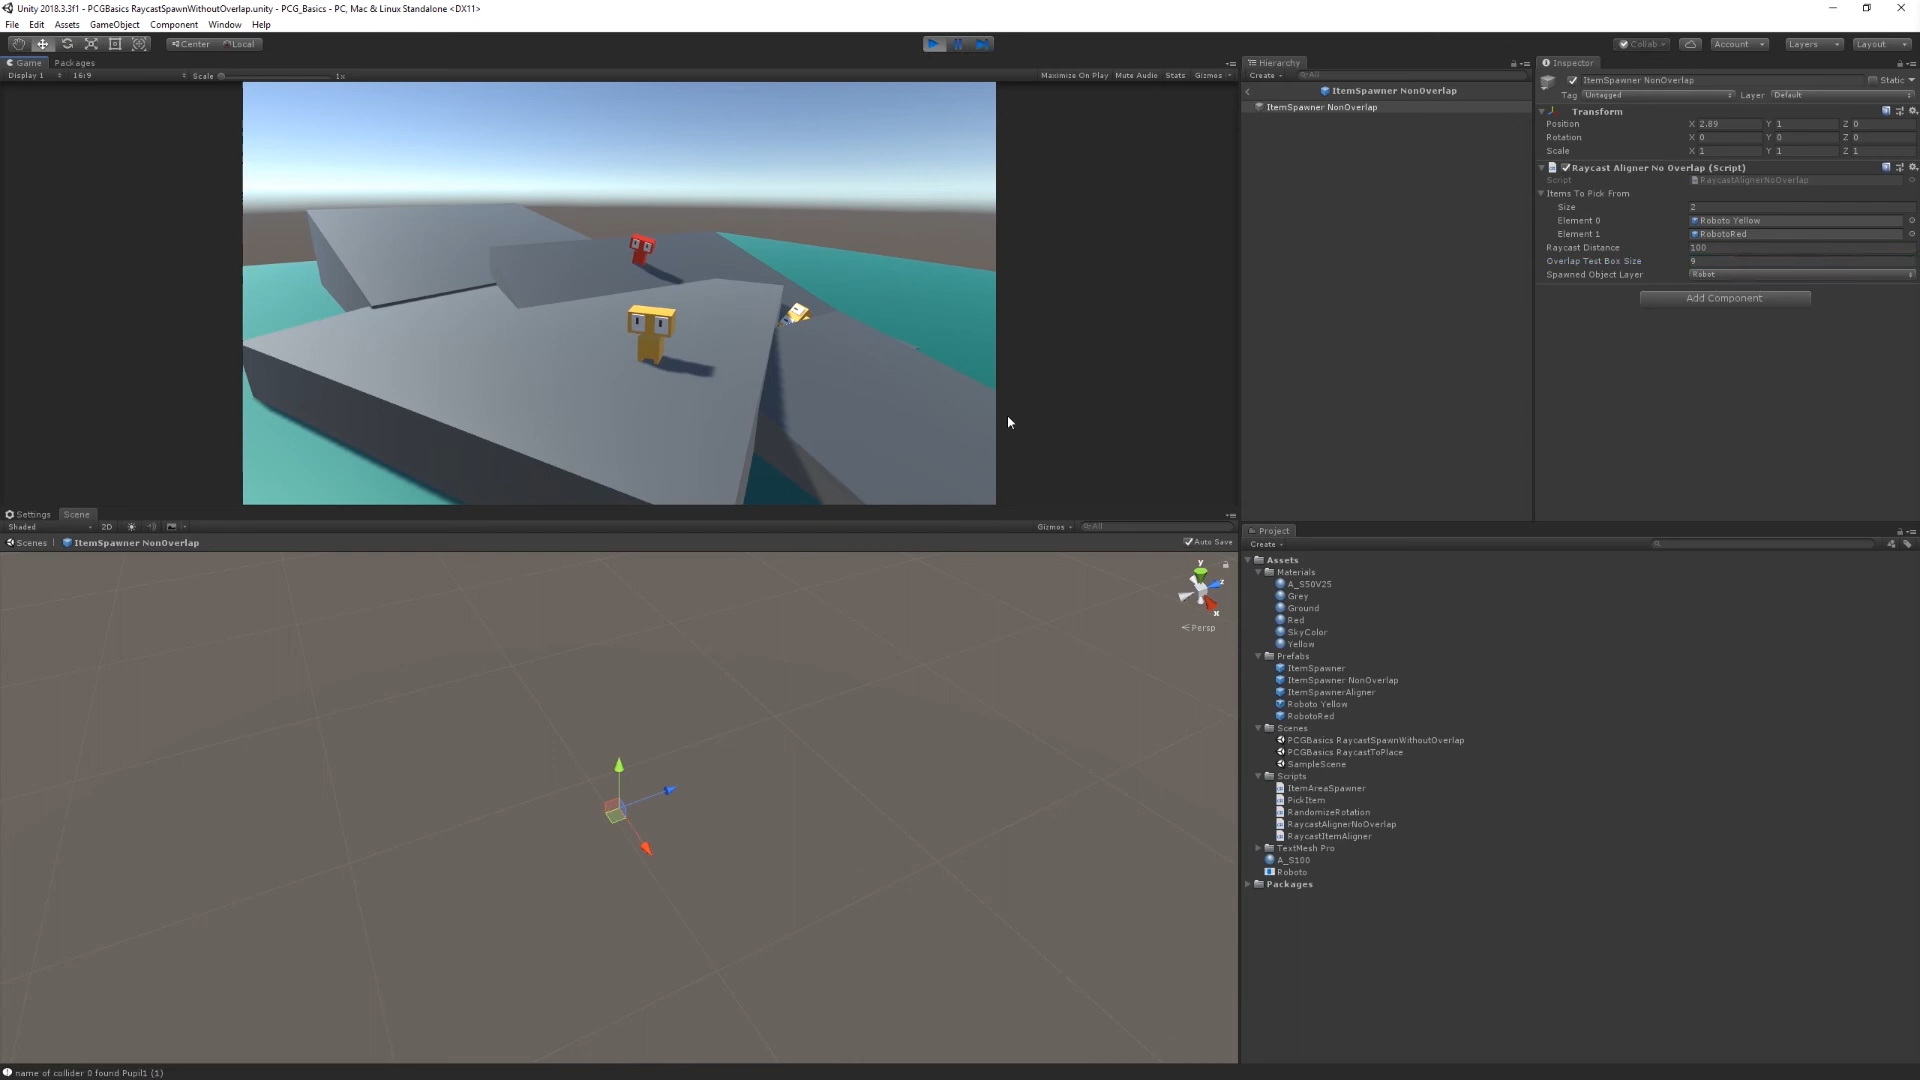 Unity 2018.3.3f1 - PCGBasics RaycastSpawnWithoutOverlap.unity - PCG_Basics - PC, Mac & Linux Standalone <DX11>
File Edit Assets GameObject Component Window Help
Center Local
Collab Account Layers Layout
Game Packages
Display 1 16:9 Scale 1x Maximize On Play Mute Audio Stats Gizmos
Hierarchy
Create All
ItemSpawner NonOverlap
ItemSpawner NonOverlap
Inspector
ItemSpawner NonOverlap Static
Tag Untagged Layer Default
Transform
Position X 2.89 Y 1 Z 0
Rotation X 0 Y 0 Z 0
Scale X 1 Y 1 Z 1
Raycast Aligner No Overlap (Script)
Script RaycastAlignerNoOverlap
Items To Pick From
Size 2
Element 0 Roboto Yellow
Element 1 RobotoRed
Raycast Distance 100
Overlap Test Box Size 9
Spawned Object Layer Robot
Add Component
Settings Scene
Shaded 2D Gizmos All
Scenes ItemSpawner NonOverlap Auto Save
y
z
x
Persp
Project
Create
Assets
Materials
A_S50V25
Grey
Ground
Red
SkyColor
Yellow
Prefabs
ItemSpawner
ItemSpawner NonOverlap
ItemSpawnerAligner
Roboto Yellow
RobotoRed
Scenes
PCGBasics RaycastSpawnWithoutOverlap
PCGBasics RaycastToPlace
SampleScene
Scripts
ItemAreaSpawner
PickItem
RandomizeRotation
RaycastAlignerNoOverlap
RaycastItemAligner
TextMesh Pro
A_S100
Roboto
Packages
name of collider 0 found Pupil1 (1)